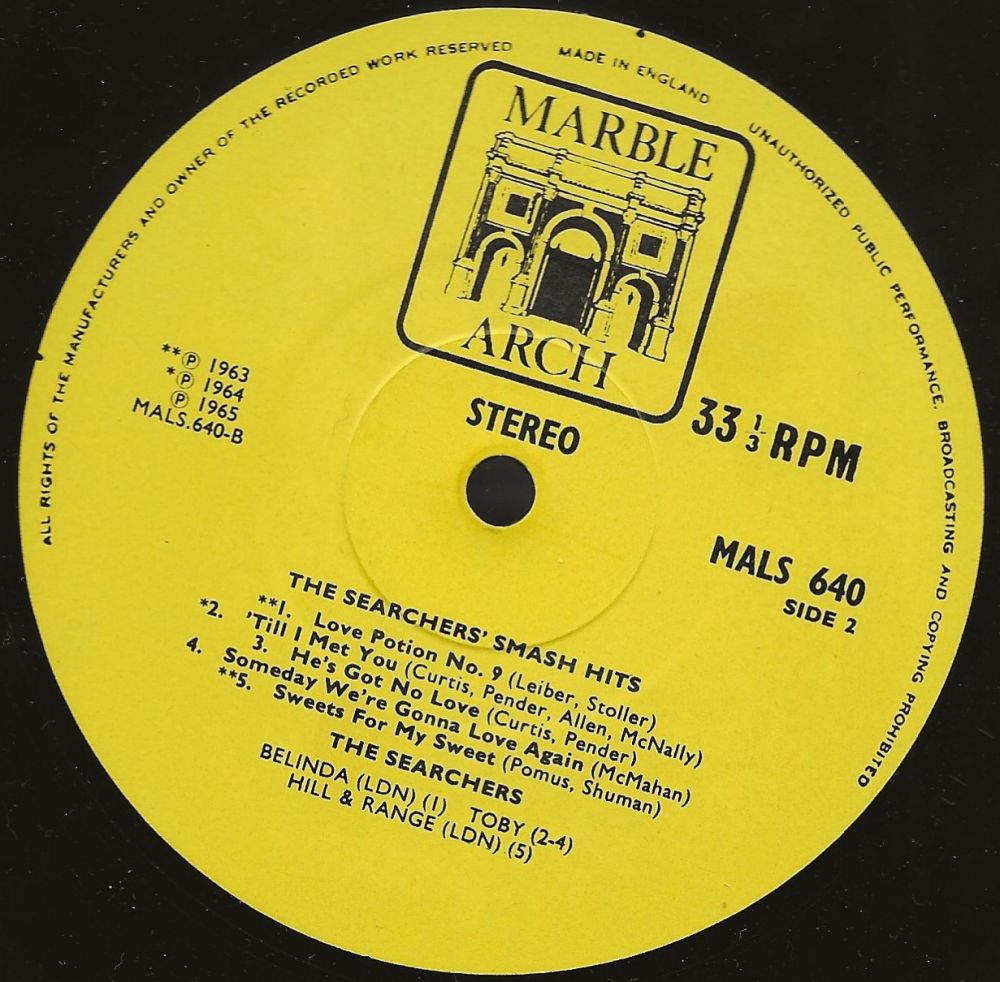 ALL RIGHTS OF THE MANUFACTURERS AND OWNER OF THE RECORDED WORK RESERVED
MADE IN ENGLAND
UNAUTHORIZED PUBLIC PERFORMANCE, BROADCASTING AND COPYING PROHIBITED
MARBLE
ARCH
**Ⓟ 1963
*Ⓟ 1964
Ⓟ 1965
MALS.640-B
STEREO
33 1/3 RPM
MALS 640
SIDE 2
THE SEARCHERS' SMASH HITS
**1. Love Potion No. 9 (Leiber, Stoller)
*2. 'Till I Met You (Curtis, Pender, Allen, McNally)
3. He's Got No Love (Curtis, Pender)
4. Someday We're Gonna Love Again (McMahan)
**5. Sweets For My Sweet (Pomus, Shuman)
THE SEARCHERS
BELINDA (LDN) (1) TOBY (2-4)
HILL & RANGE (LDN) (5)